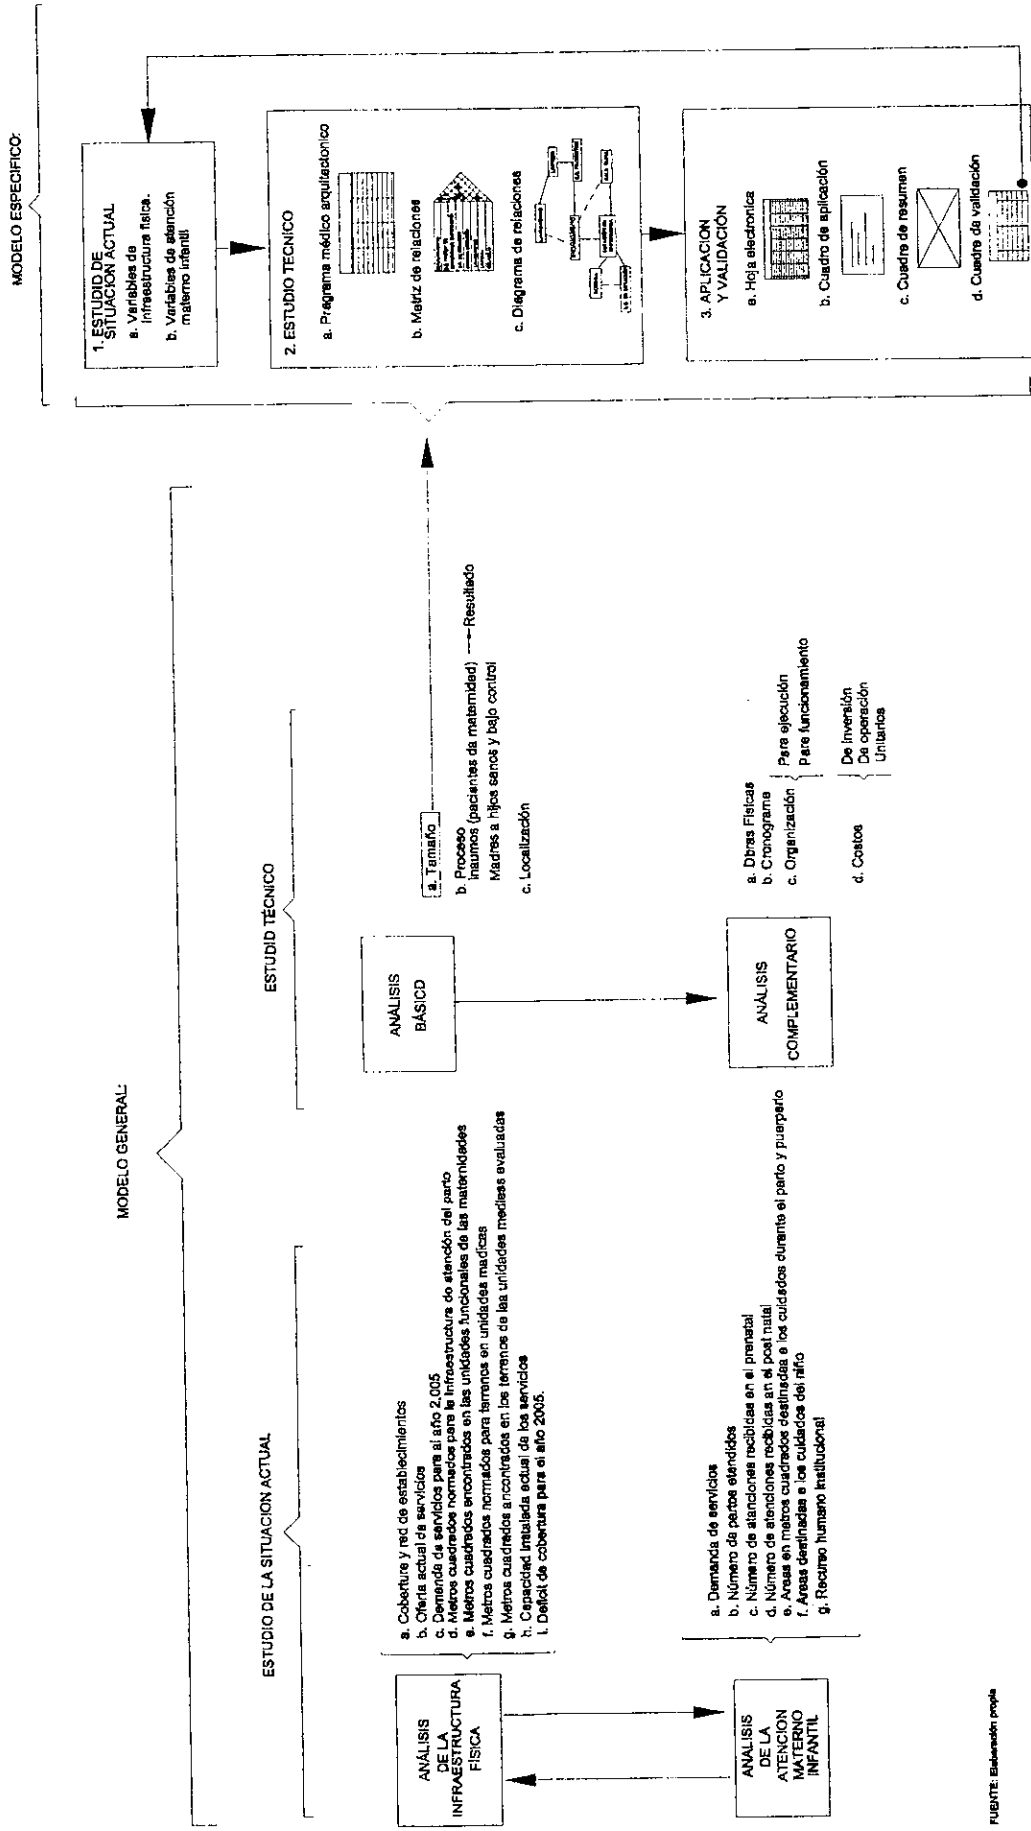 MODELO GENERAL:
ESTUDIO DE LA SITUACION ACTUAL
ANÁLISIS
DE LA
INFRAESTRUCTURA
FÍSICA
a. Cobertura y red de establecimientos
b. Oferta actual de servicios
c. Demanda de servicios para al año 2,005
d. Metros cuadrados normados para la Infraestructura de atención del parto
e. Metros cuadrados encontrados en las unidades funcionales de las maternidades
f. Metros cuadrados normados para terrenos en unidades madicas
g. Metros cuadrados ancontrados en los terrenos de las unidades medicas evaluadas
h. Capacidad Instalada actual de los servicios
i. Deficit de cobertura para el año 2005.
ANALISIS
DE LA
ATENCION
MATERNO
INFANTIL
a. Demanda de servicios
b. Número de partos atendidos
c. Número de atenciones recibidas en el prenatal
d. Número de atenciones recibidas an el post natal
e. Areas en metros cuadrados destinadas a los cuidados durante el parto y puerperio
f. Areas destinadas a los cuidados del niño
g. Recurso humano Institucional
ESTUDIO TÉCNICO
ANÁLISIS
BÁSICO
a. Tamaño
b. Proceso
Insumos (pacientes da maternidad) Resultado
Madres a hijos sanos y bajo control
c. Localización
ANÁLISIS
COMPLEMENTARIO
a. Obras Físicas
b. Cronograma
c. Organización
Para ejecución
Para funcionamiento
d. Costos
De Inversión
De operación
Unitarios
MODELO ESPECIFICO:
1. ESTUDIO DE
SITUACION ACTUAL
a. Variables de
Infraestructura fisica.
b. Variables de atención
materno infantil
2. ESTUDIO TECNICO
a. Programa médico arquitectonico
b. Matriz de relaciones
c. Diagrama de relaciones
3. APLICACION
Y VALIDACIÓN
a. Hoja electronica
b. Cuadro de aplicación
c. Cuadre de resumen
d. Cuadre da validación
FUENTE: Elaboración propia